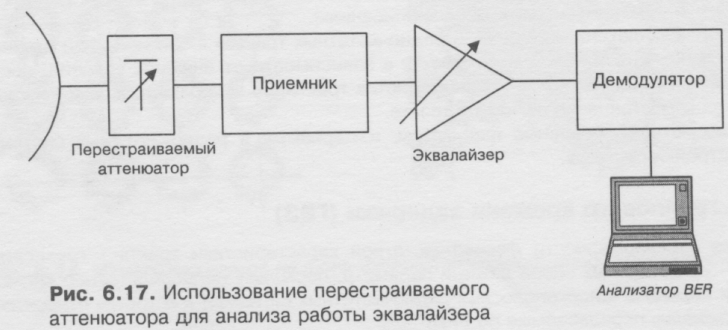 Приемник
Демодулятор
Перестраиваемый
аттенюатор
Эквалайзер
Анализатор BER
Рис. 6.17. Использование перестраиваемого
аттенюатора для анализа работы эквалайзера